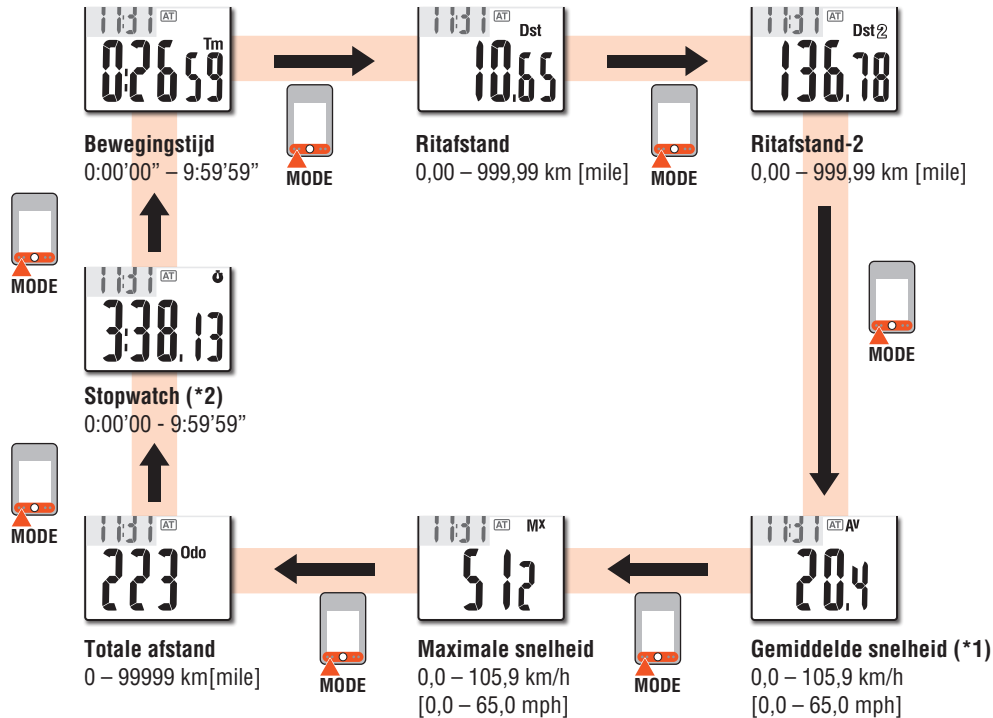 11:31 AT
Tm
0:26 59
Bewegingstijd
0:00’00” – 9:59’59”
MODE
11:31 AT
Dst
10.65
Ritafstand
0,00 – 999,99 km [mile]
MODE
11:31 AT
Dst2
136.78
Ritafstand-2
0,00 – 999,99 km [mile]
MODE
MODE
11:31 AT
3:38.13
Stopwatch (*2)
0:00’00 - 9:59’59”
MODE
11:31 AT
Odo
223
Totale afstand
0 – 99999 km[mile]
MODE
11:31 AT Mx
512
Maximale snelheid
0,0 – 105,9 km/h
[0,0 – 65,0 mph]
MODE
11:31 AT AV
20.4
Gemiddelde snelheid (*1)
0,0 – 105,9 km/h
[0,0 – 65,0 mph]